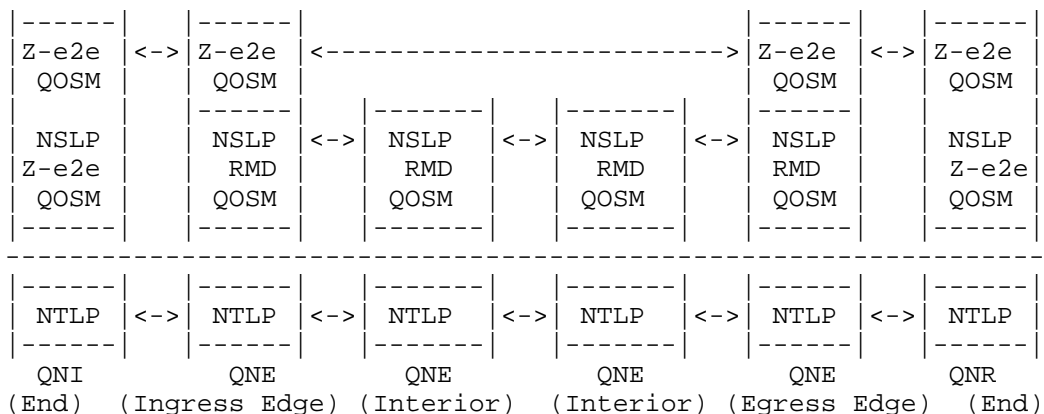 |------|   |-------|                           |------|   |------|
|Z-e2e |<->|Z-e2e  |<------------------------->|Z-e2e |<->|Z-e2e |
| QOSM |   | QOSM  |                           | QOSM |   | QOSM |
|      |   |------|   |-------|   |-------|   |------|   |      |
| NSLP |   | NSLP |<->| NSLP  |<->| NSLP  |<->| NSLP |   | NSLP |
|Z-e2e |   |  RMD |   |  RMD  |   |  RMD  |   | RMD  |   | Z-e2e|
| QOSM |   | QOSM |   | QOSM  |   | QOSM  |   | QOSM |   | QOSM |
|------|   |------|   |-------|   |-------|   |------|   |------|
-----------------------------------------------------------------
|------|   |------|   |-------|   |-------|   |------|   |------|
| NTLP |<->| NTLP |<->| NTLP  |<->| NTLP  |<->| NTLP |<->| NTLP |
|------|   |------|   |-------|   |-------|   |------|   |------|
  QNI         QNE        QNE         QNE         QNE       QNR
(End)  (Ingress Edge) (Interior)  (Interior) (Egress Edge)  (End)